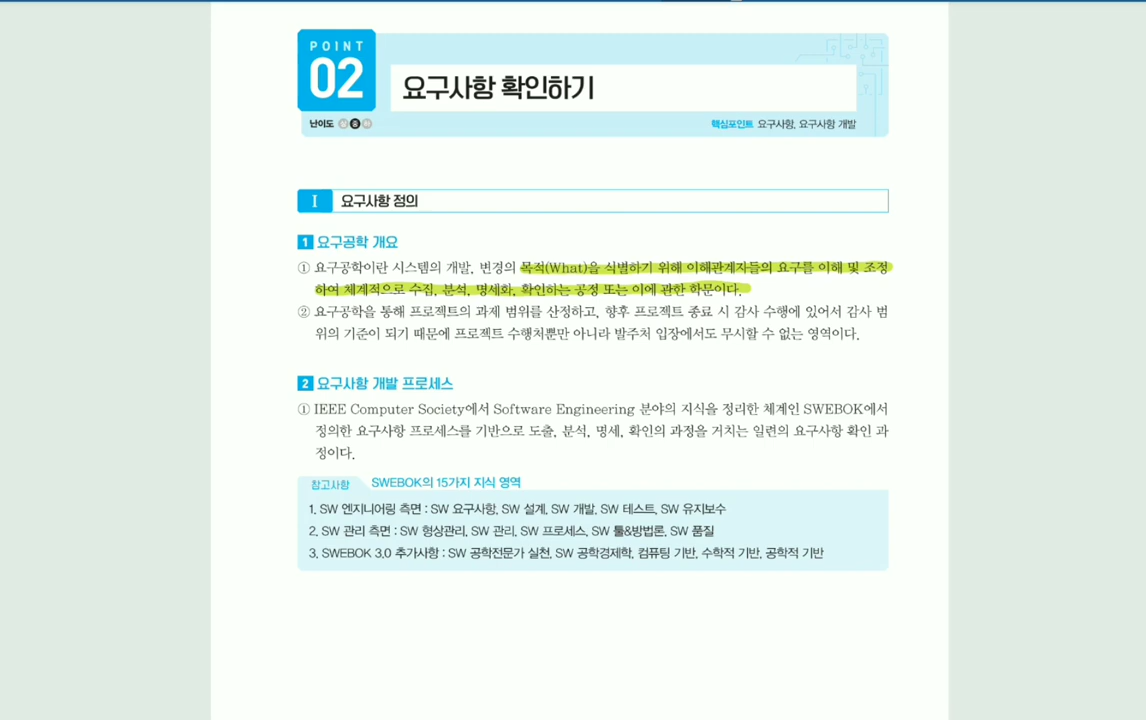 POINT
02
요구사항 확인하기
난이도 상 중 하
핵심포인트 요구사항, 요구사항 개발
I 요구사항 정의
1 요구공학 개요
① 요구공학이란 시스템의 개발, 변경의 목적(What)을 식별하기 위해 이해관계자들의 요구를 이해 및 조정
하여 체계적으로 수집, 분석, 명세화, 확인하는 공정 또는 이에 관한 학문이다.
② 요구공학을 통해 프로젝트의 과제 범위를 산정하고, 향후 프로젝트 종료 시 감사 수행에 있어서 감사 범
위의 기준이 되기 때문에 프로젝트 수행처뿐만 아니라 발주처 입장에서도 무시할 수 없는 영역이다.
2 요구사항 개발 프로세스
① IEEE Computer Society에서 Software Engineering 분야의 지식을 정리한 체계인 SWEBOK에서
정의한 요구사항 프로세스를 기반으로 도출, 분석, 명세, 확인의 과정을 거치는 일련의 요구사항 확인 과
정이다.
참고사항 SWEBOK의 15가지 지식 영역
1. SW 엔지니어링 측면 : SW 요구사항, SW 설계, SW 개발, SW 테스트, SW 유지보수
2. SW 관리 측면 : SW 형상관리, SW 관리, SW 프로세스, SW 툴&방법론, SW 품질
3. SWEBOK 3.0 추가사항 : SW 공학전문가 실천, SW 공학경제학, 컴퓨팅 기반, 수학적 기반, 공학적 기반